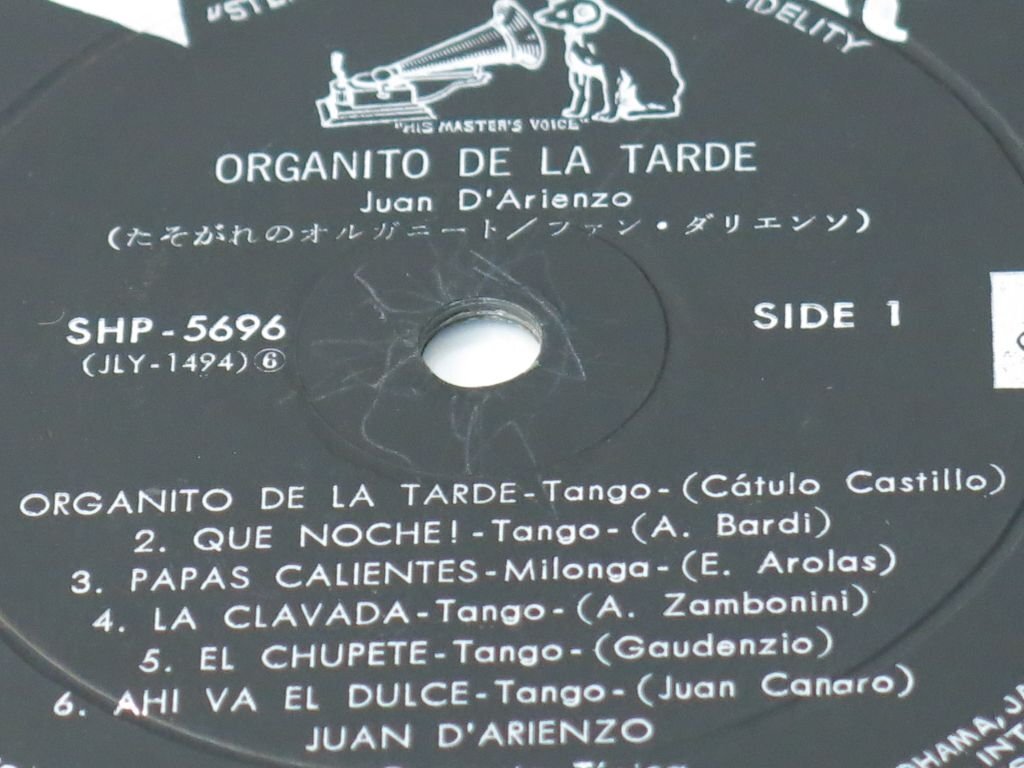 FIDELITY
"HIS MASTER'S VOICE"
ORGANITO DE LA TARDE
Juan D'Arienzo
(たそがれのオルガニート/ファン・ダリエンソ)
SHP-5696
(JLY-1494)⑥
SIDE 1
ORGANITO DE LA TARDE-Tango-(Cátulo Castillo)
2. QUE NOCHE!-Tango-(A. Bardi)
3. PAPAS CALIENTES-Milonga-(E. Arolas)
4. LA CLAVADA-Tango-(A. Zambonini)
5. EL CHUPETE-Tango-(Gaudenzio)
6. AHI VA EL DULCE-Tango-(Juan Canaro)
JUAN D'ARIENZO